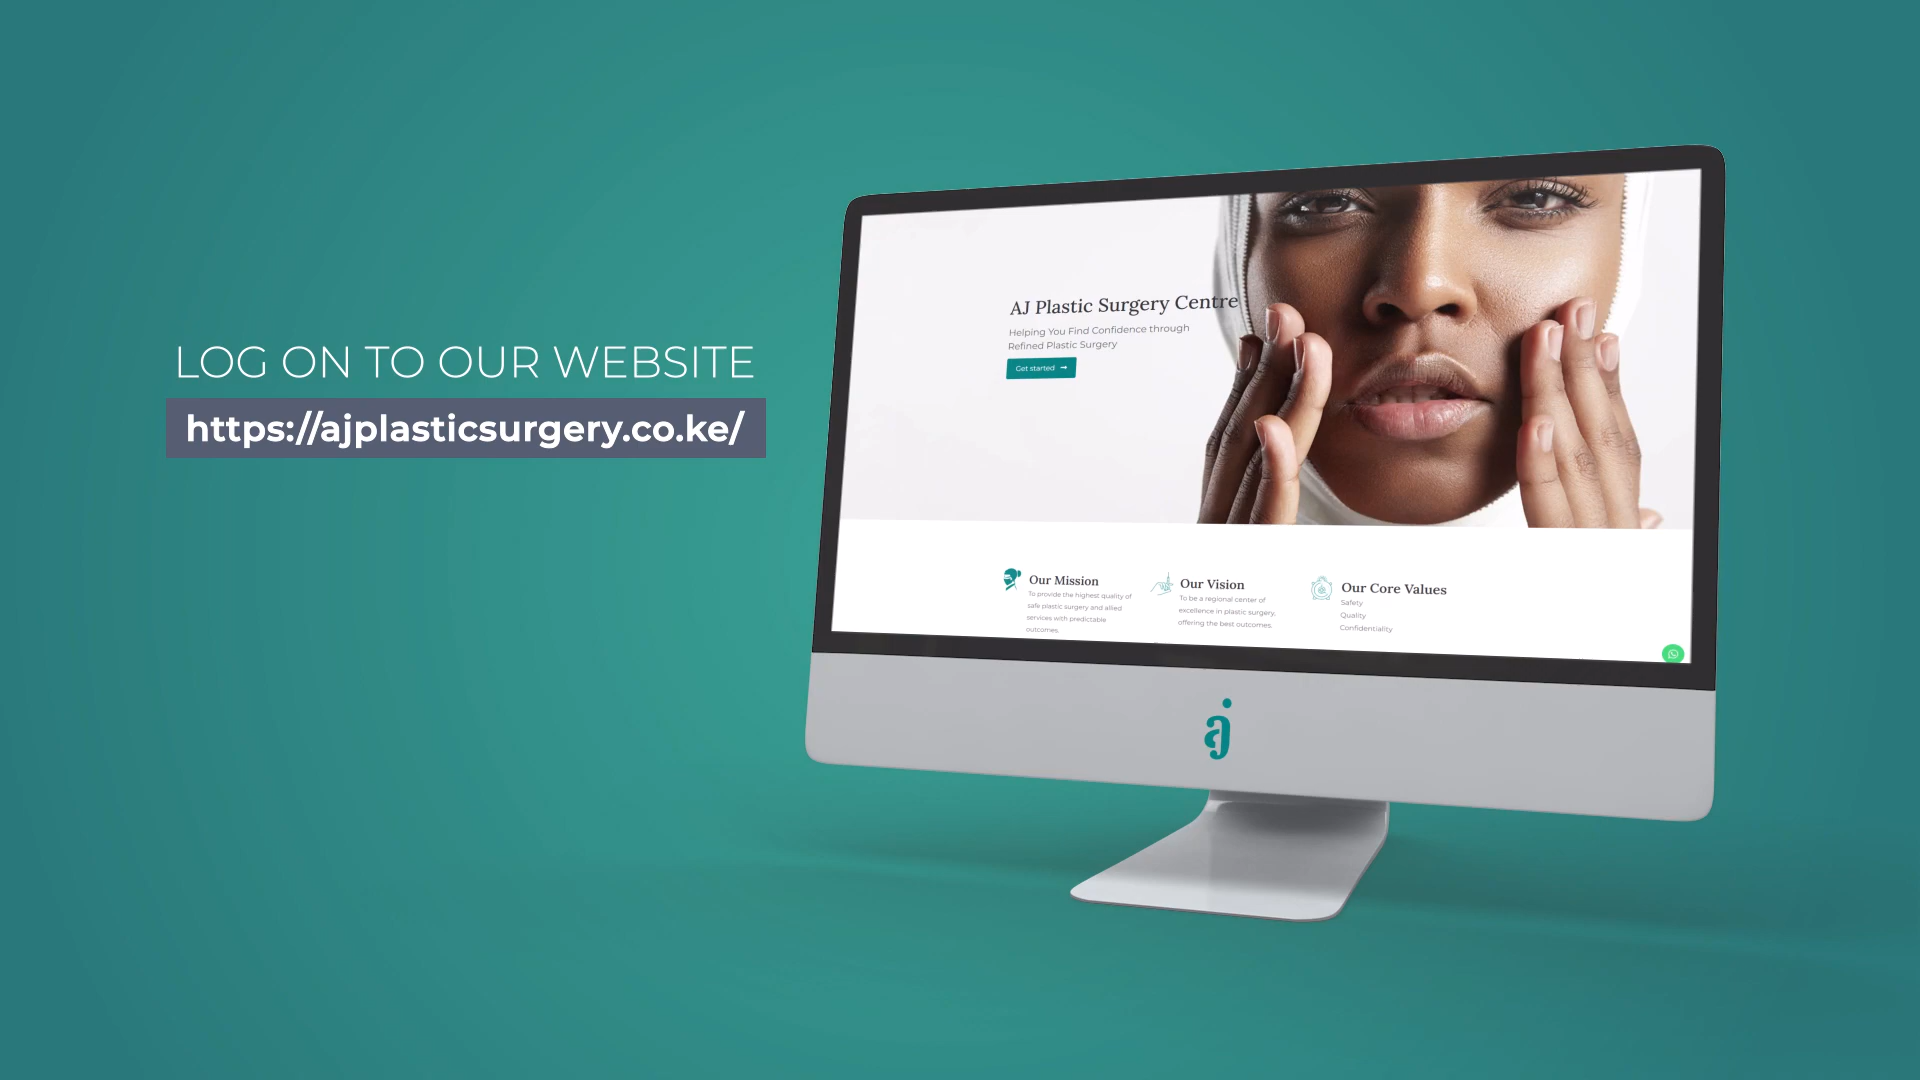 LOG ON TO OUR WEBSITE
https://ajplasticsurgery.co.ke/
AJ Plastic Surgery Centre
Helping You Find Confidence through
Refined Plastic Surgery
Get started
Our Mission
To provide the highest quality of
safe plastic surgery and allied
services with predictable
outcomes.
Our Vision
To be a regional center of
excellence in plastic surgery,
offering the best outcomes.
Our Core Values
Safety
Quality
Confidentiality
aj